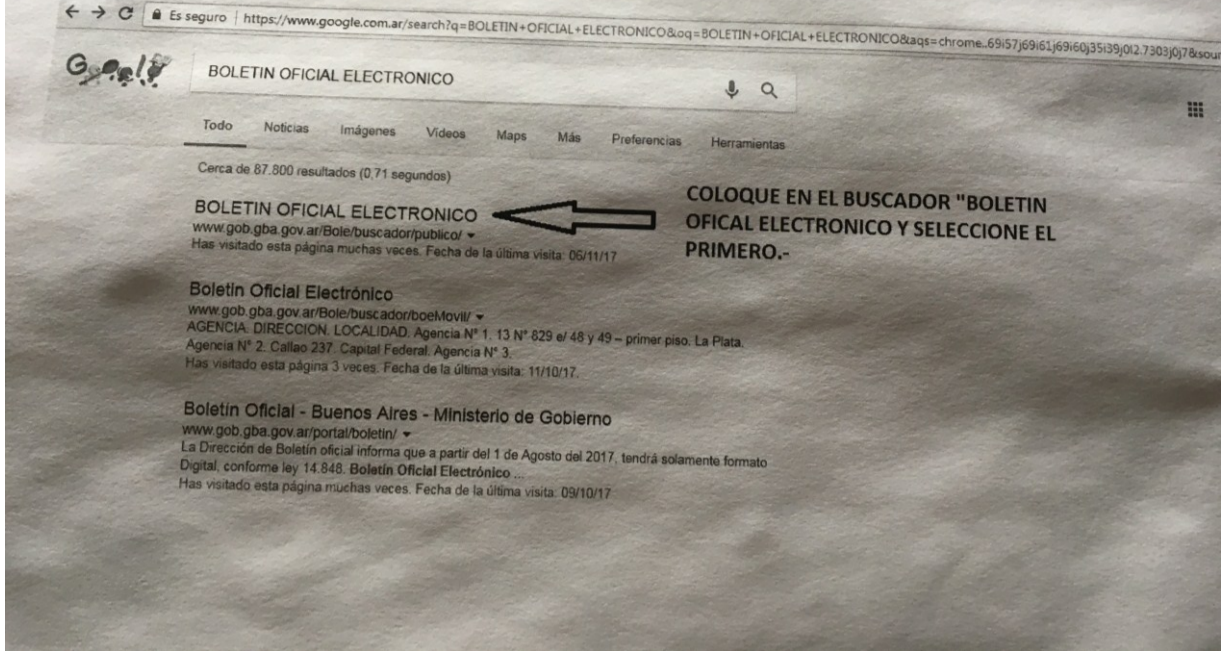 Es seguro | https://www.google.com.ar/search?q=BOLETIN+OFICIAL+ELECTRONICO&oq=BOLETIN+OFICIAL+ELECTRONICO&aqs=chrome..69i57j69i61j69i60j35i39j0l2.7303j0j7&sour
Google
BOLETIN OFICIAL ELECTRONICO
Todo Noticias Imágenes Videos Maps Más Preferencias Herramientas
Cerca de 87.800 resultados (0,71 segundos)
BOLETIN OFICIAL ELECTRONICO
www.gob.gba.gov.ar/Bole/buscador/publico/
Has visitado esta página muchas veces. Fecha de la última visita: 06/11/17
COLOQUE EN EL BUSCADOR "BOLETIN
OFICAL ELECTRONICO Y SELECCIONE EL
PRIMERO.-
Boletin Oficial Electrónico
www.gob.gba.gov.ar/Bole/buscador/boeMovil/
AGENCIA. DIRECCION. LOCALIDAD. Agencia N° 1. 13 N° 829 e/ 48 y 49 – primer piso. La Plata.
Agencia N° 2. Callao 237. Capital Federal. Agencia N° 3.
Has visitado esta página 3 veces. Fecha de la última visita: 11/10/17.
Boletín Oficial - Buenos Aires - Ministerio de Gobierno
www.gob.gba.gov.ar/portal/boletin/
La Dirección de Boletín oficial informa que a partir del 1 de Agosto del 2017, tendrá solamente formato
Digital, conforme ley 14.848. Boletín Oficial Electrónico ...
Has visitado esta página muchas veces. Fecha de la última visita: 09/10/17